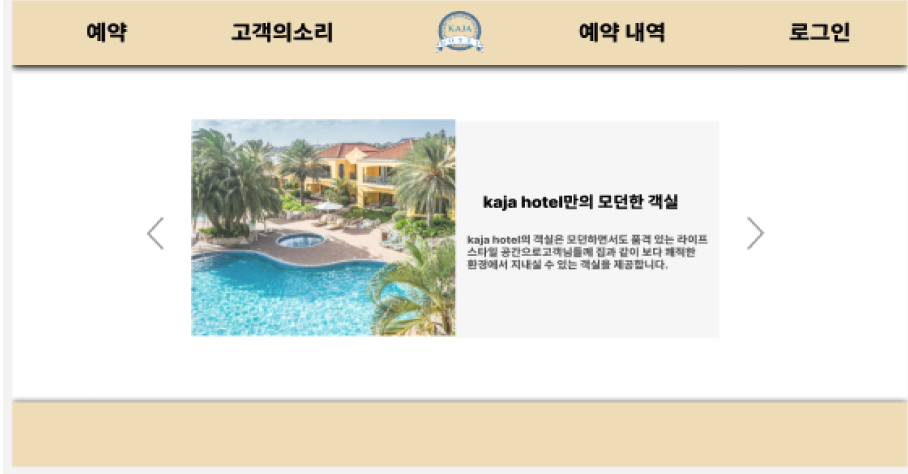 예약
고객의소리
KAJA
HOTEL
예약 내역
로그인
kaja hotel만의 모던한 객실
kaja hotel의 객실은 모던하면서도 품격 있는 라이프
스타일 공간으로고객님들께 집과 같이 보다 쾌적한
환경에서 지내실 수 있는 객실을 제공합니다.